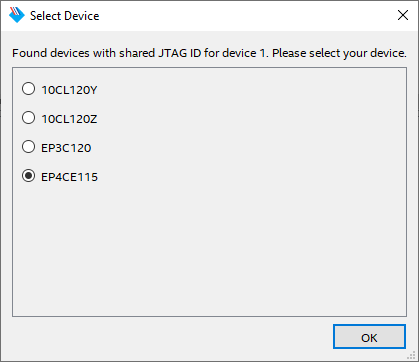 Select Device
Found devices with shared JTAG ID for device 1. Please select your device.
10CL120Y
10CL120Z
EP3C120
EP4CE115
OK